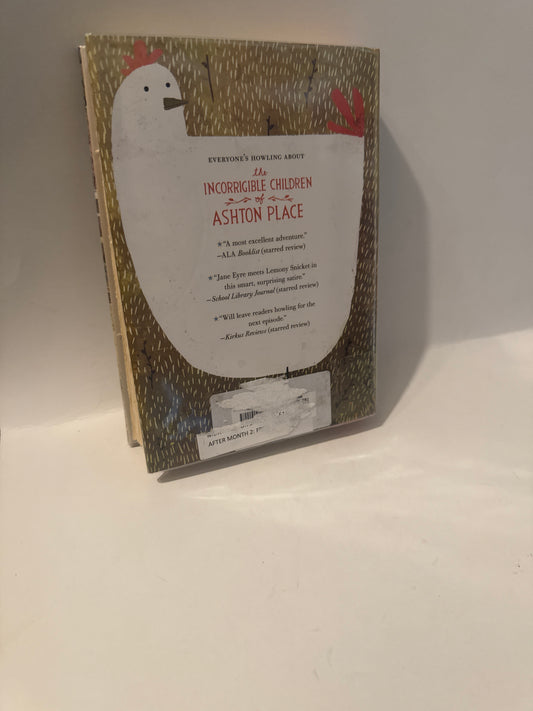 EVERYONE'S HOWLING ABOUT
the
INCORRIGIBLE CHILDREN
of
ASHTON PLACE
★"A most excellent adventure."
—ALA Booklist (starred review)
★"Jane Eyre meets Lemony Snicket in
this smart, surprising satire."
—School Library Journal (starred review)
★"Will leave readers howling for the
next episode."
—Kirkus Reviews (starred review)
AFTER MONTH 2: